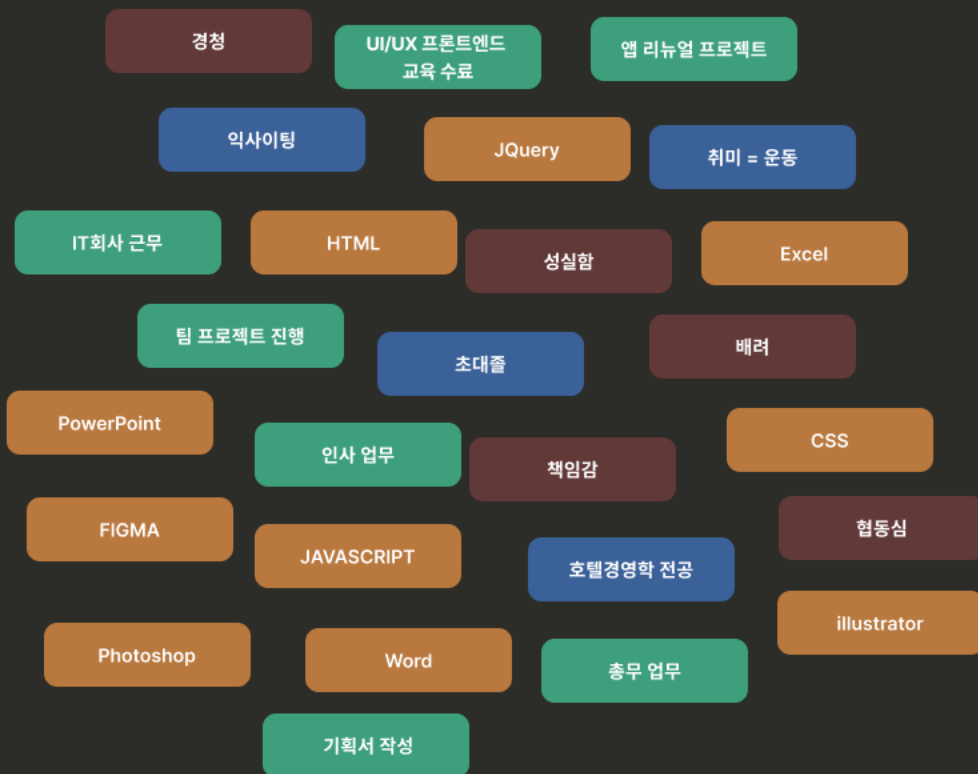 경청
UI/UX 프론트엔드
교육 수료
앱 리뉴얼 프로젝트
익사이팅
JQuery
취미 = 운동
IT회사 근무
HTML
성실함
Excel
팀 프로젝트 진행
초대졸
배려
PowerPoint
인사 업무
책임감
CSS
FIGMA
JAVASCRIPT
호텔경영학 전공
협동심
illustrator
Photoshop
Word
총무 업무
기획서 작성